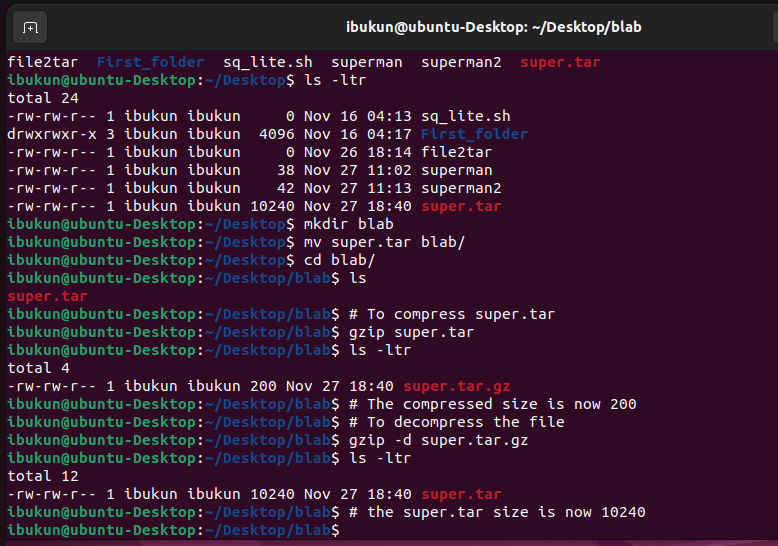 ibukun@ubuntu-Desktop: ~/Desktop/blab
file2tar  First_folder  sq_lite.sh  superman  superman2  super.tar
ibukun@ubuntu-Desktop:~/Desktop$ ls -ltr
total 24
-rw-rw-r-- 1 ibukun ibukun     0 Nov 16 04:13 sq_lite.sh
drwxrwxr-x 3 ibukun ibukun  4096 Nov 16 04:17 First_folder
-rw-rw-r-- 1 ibukun ibukun     0 Nov 26 18:14 file2tar
-rw-rw-r-- 1 ibukun ibukun    38 Nov 27 11:02 superman
-rw-rw-r-- 1 ibukun ibukun    42 Nov 27 11:13 superman2
-rw-rw-r-- 1 ibukun ibukun 10240 Nov 27 18:40 super.tar
ibukun@ubuntu-Desktop:~/Desktop$ mkdir blab
ibukun@ubuntu-Desktop:~/Desktop$ mv super.tar blab/
ibukun@ubuntu-Desktop:~/Desktop$ cd blab/
ibukun@ubuntu-Desktop:~/Desktop/blab$ ls
super.tar
ibukun@ubuntu-Desktop:~/Desktop/blab$ # To compress super.tar
ibukun@ubuntu-Desktop:~/Desktop/blab$ gzip super.tar
ibukun@ubuntu-Desktop:~/Desktop/blab$ ls -ltr
total 4
-rw-rw-r-- 1 ibukun ibukun 200 Nov 27 18:40 super.tar.gz
ibukun@ubuntu-Desktop:~/Desktop/blab$ # The compressed size is now 200
ibukun@ubuntu-Desktop:~/Desktop/blab$ # To decompress the file
ibukun@ubuntu-Desktop:~/Desktop/blab$ gzip -d super.tar.gz
ibukun@ubuntu-Desktop:~/Desktop/blab$ ls -ltr
total 12
-rw-rw-r-- 1 ibukun ibukun 10240 Nov 27 18:40 super.tar
ibukun@ubuntu-Desktop:~/Desktop/blab$ # the super.tar size is now 10240
ibukun@ubuntu-Desktop:~/Desktop/blab$